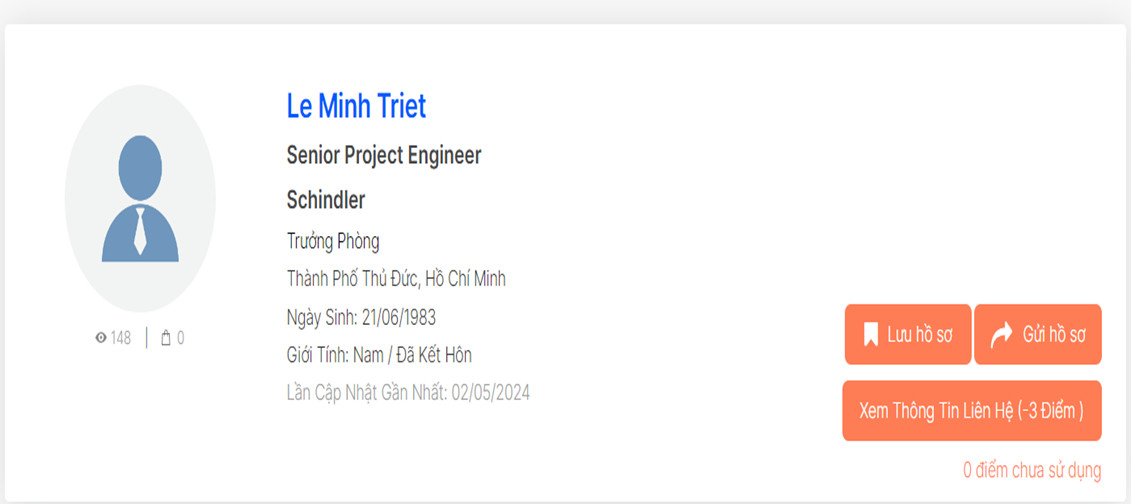 Le Minh Triet
Senior Project Engineer
Schindler
Trưởng Phòng
Thành Phố Thủ Đức, Hồ Chí Minh
Ngày Sinh: 21/06/1983
Giới Tính: Nam / Đã Kết Hôn
Lần Cập Nhật Gần Nhất: 02/05/2024
148 | 0
Lưu hồ sơ
Gửi hồ sơ
Xem Thông Tin Liên Hệ (-3 Điểm )
0 điểm chưa sử dụng